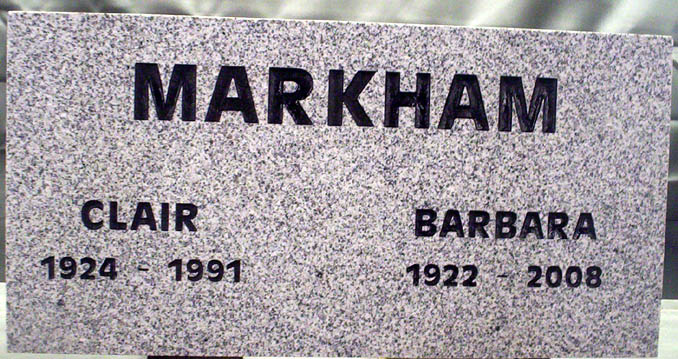 MARKHAM
CLAIR
1924 - 1991
BARBARA
1922 - 2008